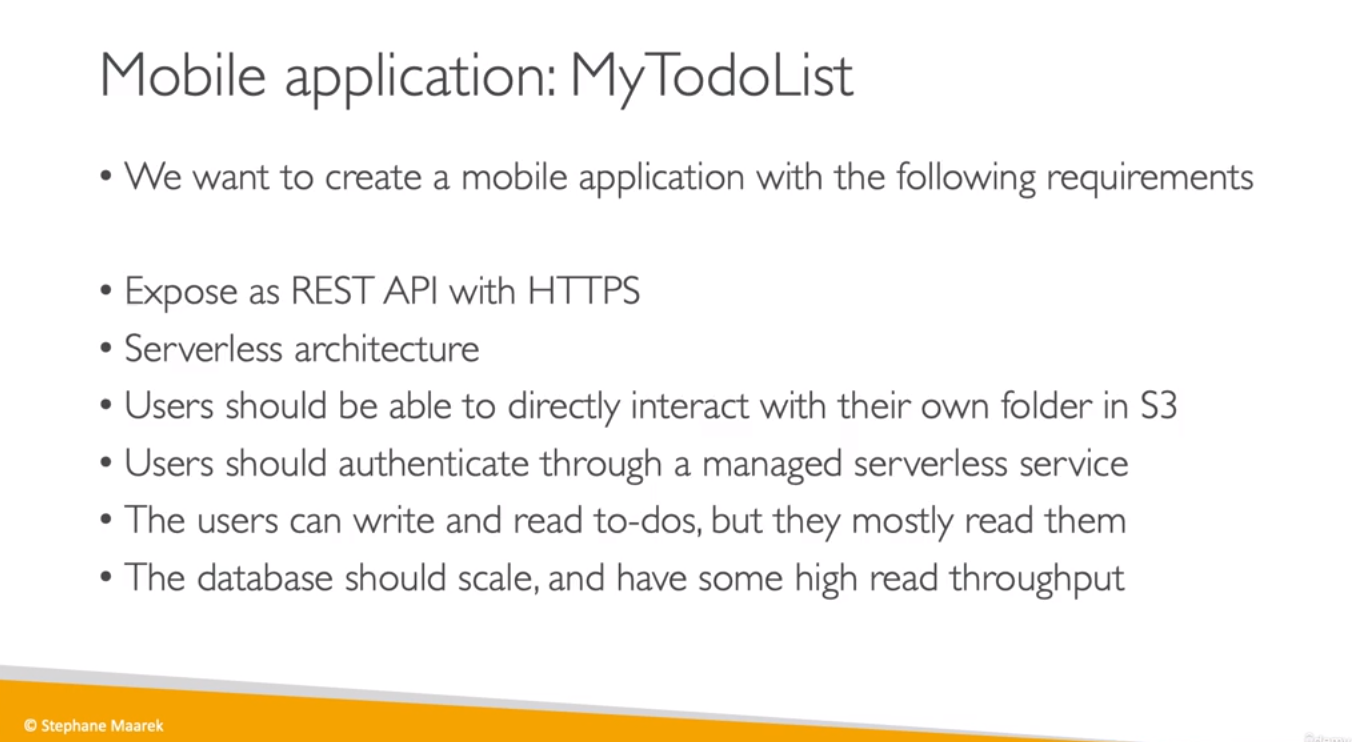 Mobile application: MyTodoList
• We want to create a mobile application with the following requirements
• Expose as REST API with HTTPS
• Serverless architecture
• Users should be able to directly interact with their own folder in S3
• Users should authenticate through a managed serverless service
• The users can write and read to-dos, but they mostly read them
• The database should scale, and have some high read throughput
© Stephane Maarek